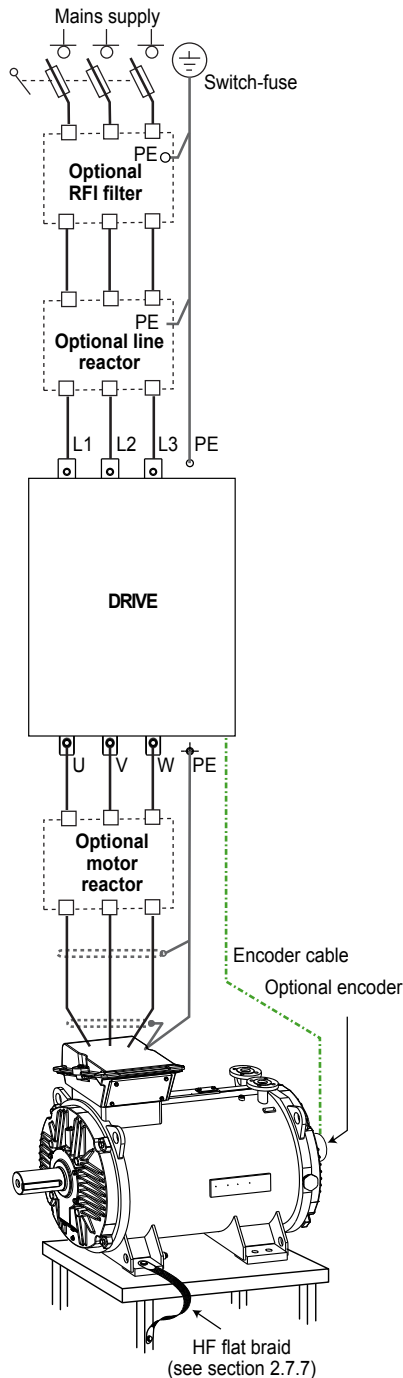 Mains supply
Switch-fuse
PE
Optional
RFI filter
PE
Optional line
reactor
L1 L2 L3 PE
DRIVE
U V W PE
Optional
motor
reactor
Encoder cable
Optional encoder
HF flat braid
(see section 2.7.7)